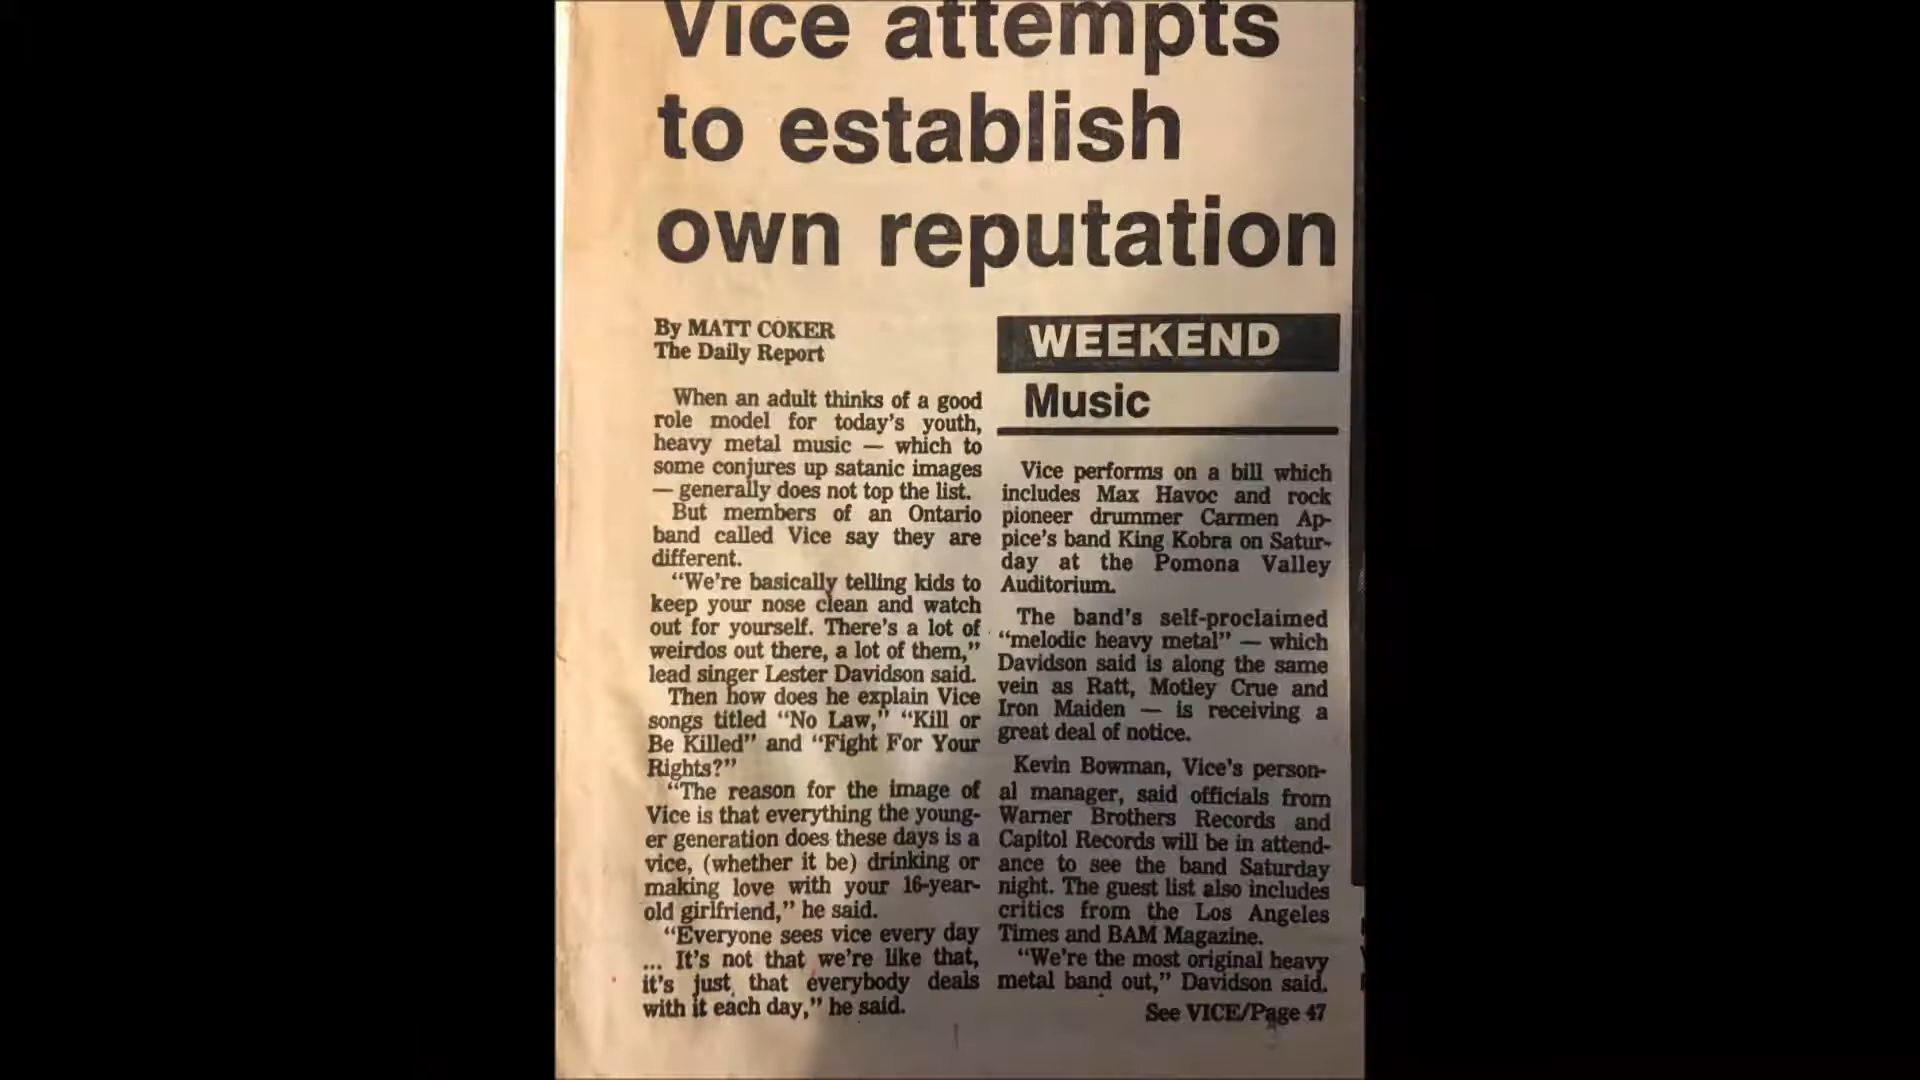 Vice attempts
to establish
own reputation
By MATT COKER
The Daily Report
When an adult thinks of a good
role model for today's youth,
heavy metal music — which to
some conjures up satanic images
— generally does not top the list.
But members of an Ontario
band called Vice say they are
different.
"We're basically telling kids to
keep your nose clean and watch
out for yourself. There's a lot of
weirdos out there, a lot of them,"
lead singer Lester Davidson said.
Then how does he explain Vice
songs titled "No Law," "Kill or
Be Killed" and "Fight For Your
Rights?"
"The reason for the image of
Vice is that everything the young-
er generation does these days is a
vice, (whether it be) drinking or
making love with your 16-year-
old girlfriend," he said.
"Everyone sees vice every day
... It's not that we're like that,
it's just that everybody deals
with it each day," he said.
WEEKEND
Music
Vice performs on a bill which
includes Max Havoc and rock
pioneer drummer Carmen Ap-
pice's band King Kobra on Satur-
day at the Pomona Valley
Auditorium.
The band's self-proclaimed
"melodic heavy metal" — which
Davidson said is along the same
vein as Ratt, Motley Crue and
Iron Maiden — is receiving a
great deal of notice.
Kevin Bowman, Vice's person-
al manager, said officials from
Warner Brothers Records and
Capitol Records will be in attend-
ance to see the band Saturday
night. The guest list also includes
critics from the Los Angeles
Times and BAM Magazine.
"We're the most original heavy
metal band out," Davidson said.
See VICE/Page 47